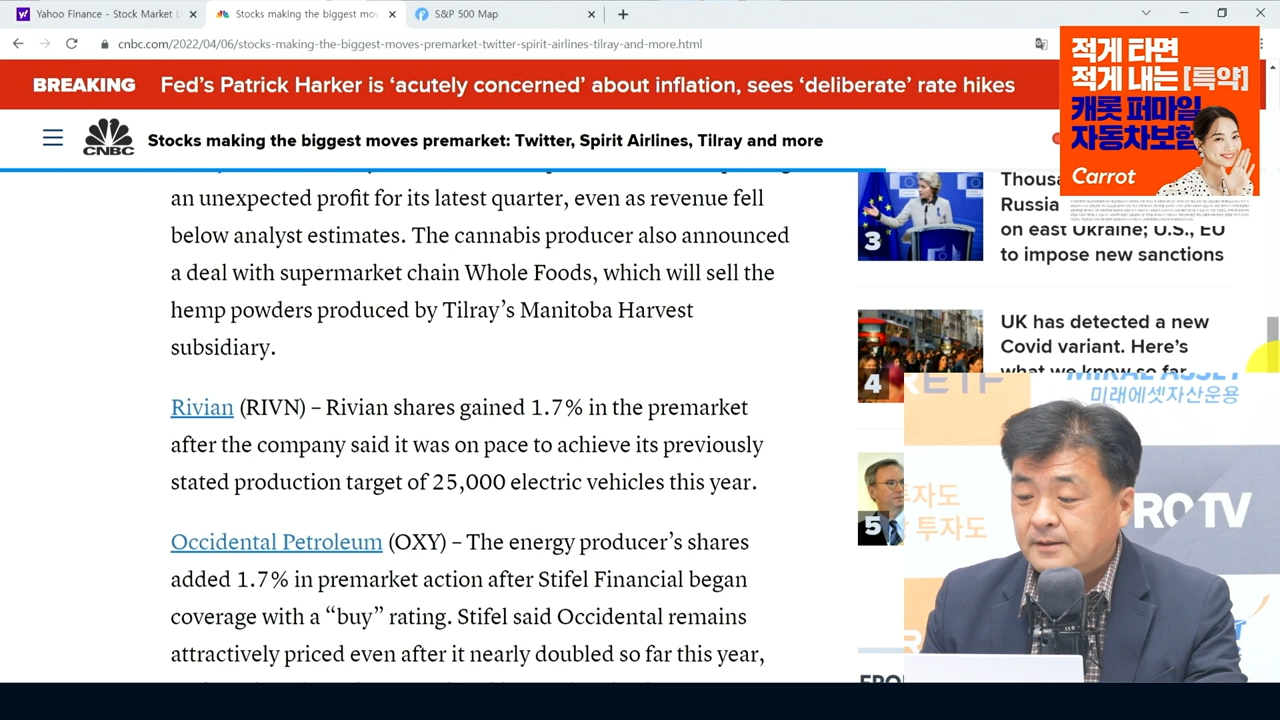 Yahoo Finance - Stock Market L
Stocks making the biggest mov
S&P 500 Map
cnbc.com/2022/04/06/stocks-making-the-biggest-moves-premarket-twitter-spirit-airlines-tilray-and-more.html
BREAKING Fed's Patrick Harker is ‘acutely concerned’ about inflation, sees ‘deliberate’ rate hikes
CNBC
Stocks making the biggest moves premarket: Twitter, Spirit Airlines, Tilray and more
적게 타면
적게 내는 [특약]
캐롯 퍼마일
자동차보험
Carrot
an unexpected profit for its latest quarter, even as revenue fell
below analyst estimates. The cannabis producer also announced
a deal with supermarket chain Whole Foods, which will sell the
hemp powders produced by Tilray’s Manitoba Harvest
subsidiary.
Rivian (RIVN) – Rivian shares gained 1.7% in the premarket
after the company said it was on pace to achieve its previously
stated production target of 25,000 electric vehicles this year.
Occidental Petroleum (OXY) – The energy producer’s shares
added 1.7% in premarket action after Stifel Financial began
coverage with a “buy” rating. Stifel said Occidental remains
attractively priced even after it nearly doubled so far this year,
3
Thousa
Russia
on east Ukraine; U.S., EU
to impose new sanctions
4
UK has detected a new
Covid variant. Here’s
what we know so far
5
ETF
MIRAE ASSET
미래에셋자산운용
투자도
투자도
RO TV